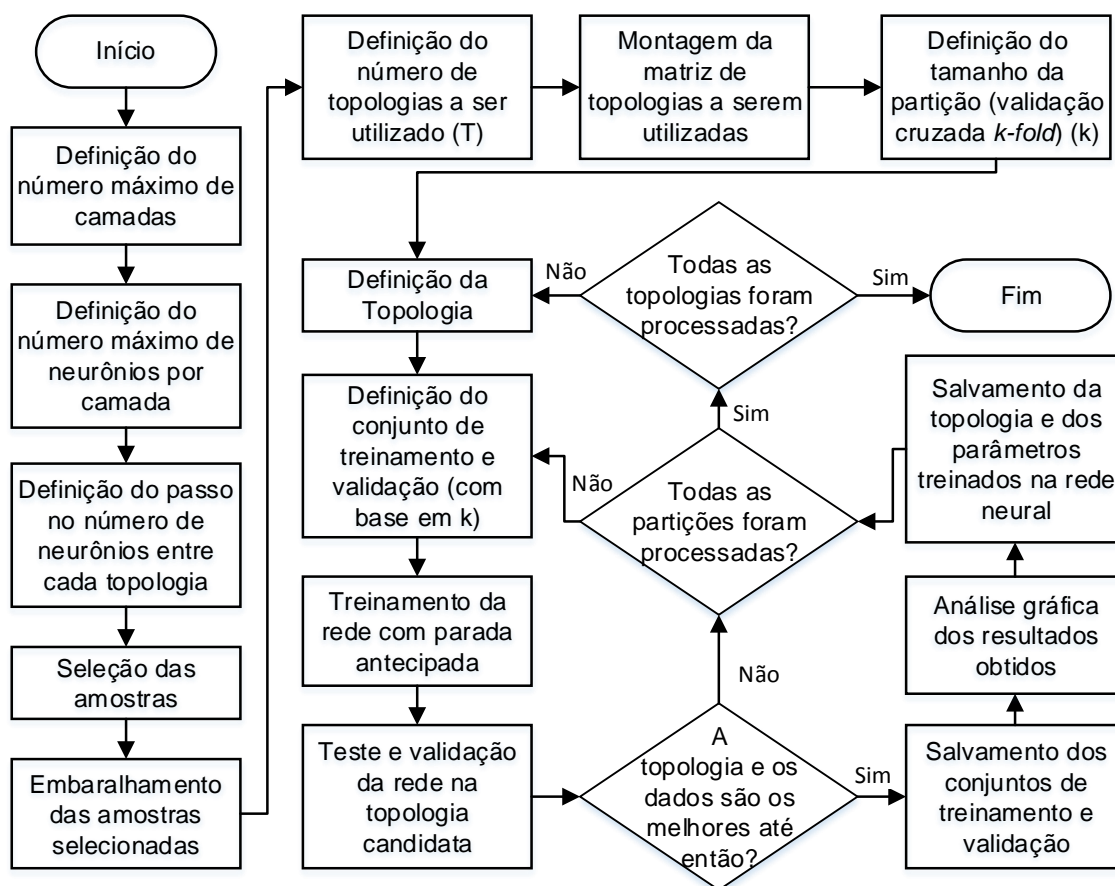 Início
Definição do
número máximo de
camadas
Definição do
número máximo de
neurônios por
camada
Definição do passo
no número de
neurônios entre
cada topologia
Seleção das
amostras
Embaralhamento
das amostras
selecionadas
Definição do
número de
topologias a ser
utilizado (T)
Montagem da
matriz de
topologias a serem
utilizadas
Definição do
tamanho da
partição (validação
cruzada k-fold) (k)
Definição da
Topologia
Não
Todas as
topologias foram
processadas?
Sim
Fim
Definição do
conjunto de
treinamento e
validação (com
base em k)
Sim
Não
Todas as
partições foram
processadas?
Salvamento da
topologia e dos
parâmetros
treinados na rede
neural
Treinamento da
rede com parada
antecipada
Não
Análise gráfica
dos resultados
obtidos
Teste e validação
da rede na
topologia
candidata
A
topologia e os
dados são os
melhores até
então?
Sim
Salvamento dos
conjuntos de
treinamento e
validação